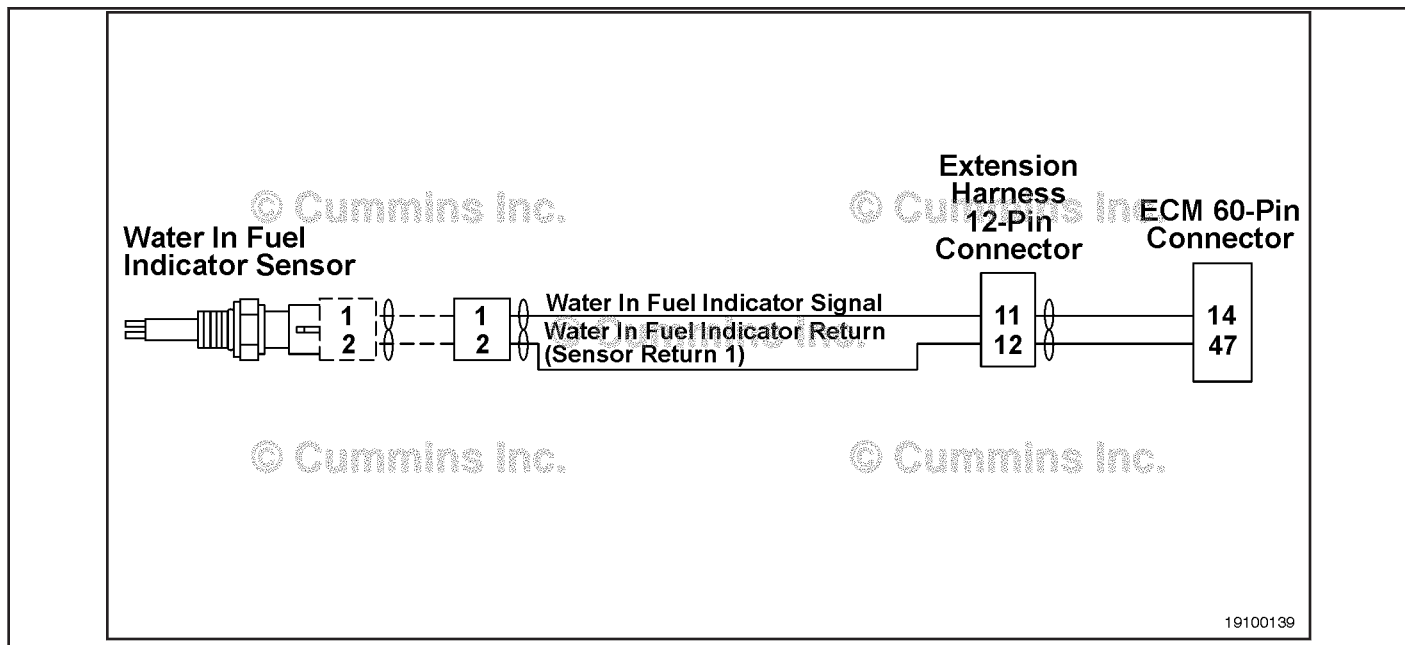 Extension
Harness
12-Pin
Connector
ECM 60-Pin
Connector
© Cummins Inc.
© Cummins Inc.
Water In Fuel
Indicator Sensor
1
2
1
2
Water In Fuel Indicator Signal
Water In Fuel Indicator Return
(Sensor Return 1)
© Cummins Inc.
11
12
14
47
© Cummins Inc.
© Cummins Inc.
19100139